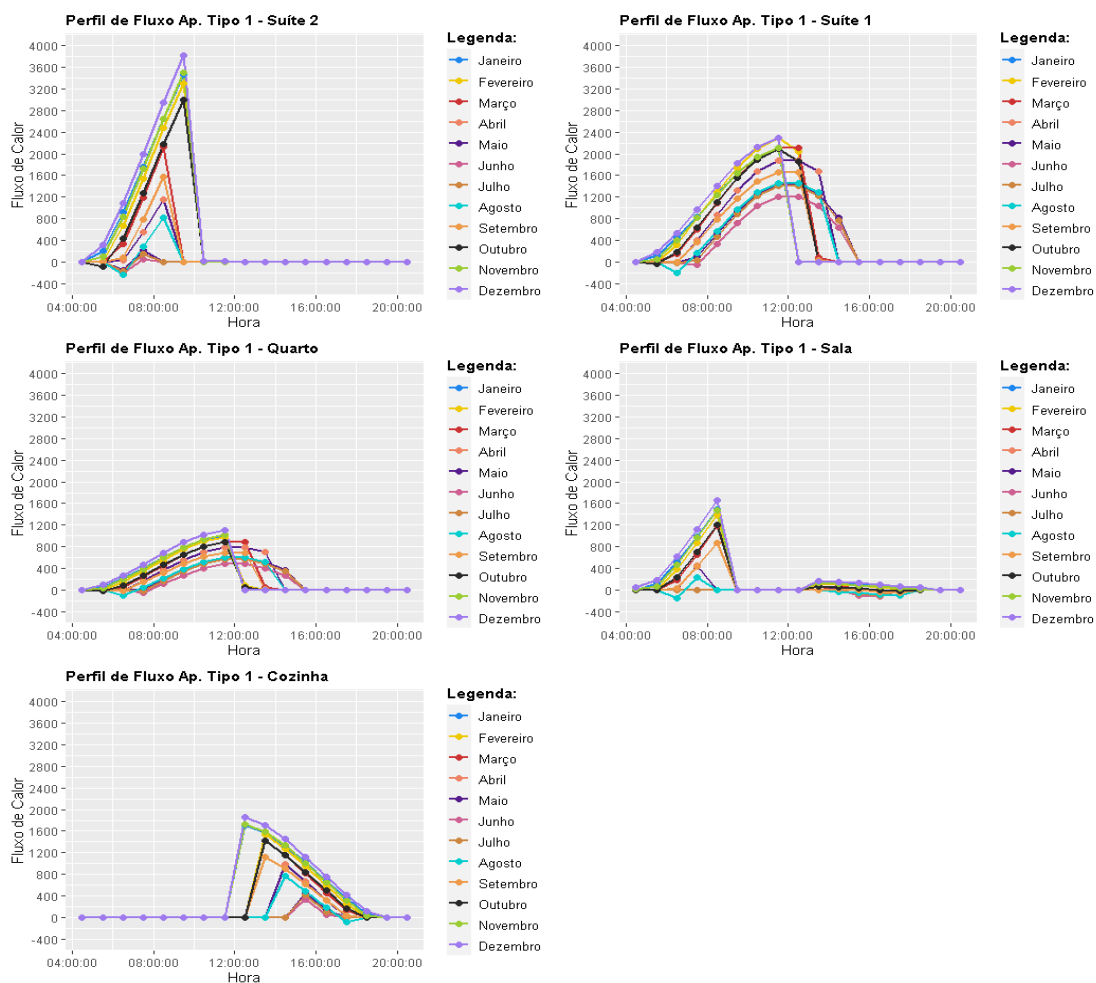 Perfil de Fluxo Ap. Tipo 1 - Suíte 2
Fluxo de Calor
4000
3600
3200
2800
2400
2000
1600
1200
800
400
0
-400
04:00:00 08:00:00 12:00:00 16:00:00 20:00:00
Hora
Legenda:
Janeiro
Fevereiro
Março
Abril
Maio
Junho
Julho
Agosto
Setembro
Outubro
Novembro
Dezembro
Perfil de Fluxo Ap. Tipo 1 - Suíte 1
Fluxo de Calor
4000
3600
3200
2800
2400
2000
1600
1200
800
400
0
-400
04:00:00 08:00:00 12:00:00 16:00:00 20:00:00
Hora
Legenda:
Janeiro
Fevereiro
Março
Abril
Maio
Junho
Julho
Agosto
Setembro
Outubro
Novembro
Dezembro
Perfil de Fluxo Ap. Tipo 1 - Quarto
Fluxo de Calor
4000
3600
3200
2800
2400
2000
1600
1200
800
400
0
-400
04:00:00 08:00:00 12:00:00 16:00:00 20:00:00
Hora
Legenda:
Janeiro
Fevereiro
Março
Abril
Maio
Junho
Julho
Agosto
Setembro
Outubro
Novembro
Dezembro
Perfil de Fluxo Ap. Tipo 1 - Sala
Fluxo de Calor
4000
3600
3200
2800
2400
2000
1600
1200
800
400
0
-400
04:00:00 08:00:00 12:00:00 16:00:00 20:00:00
Hora
Legenda:
Janeiro
Fevereiro
Março
Abril
Maio
Junho
Julho
Agosto
Setembro
Outubro
Novembro
Dezembro
Perfil de Fluxo Ap. Tipo 1 - Cozinha
Fluxo de Calor
4000
3600
3200
2800
2400
2000
1600
1200
800
400
0
-400
04:00:00 08:00:00 12:00:00 16:00:00 20:00:00
Hora
Legenda:
Janeiro
Fevereiro
Março
Abril
Maio
Junho
Julho
Agosto
Setembro
Outubro
Novembro
Dezembro